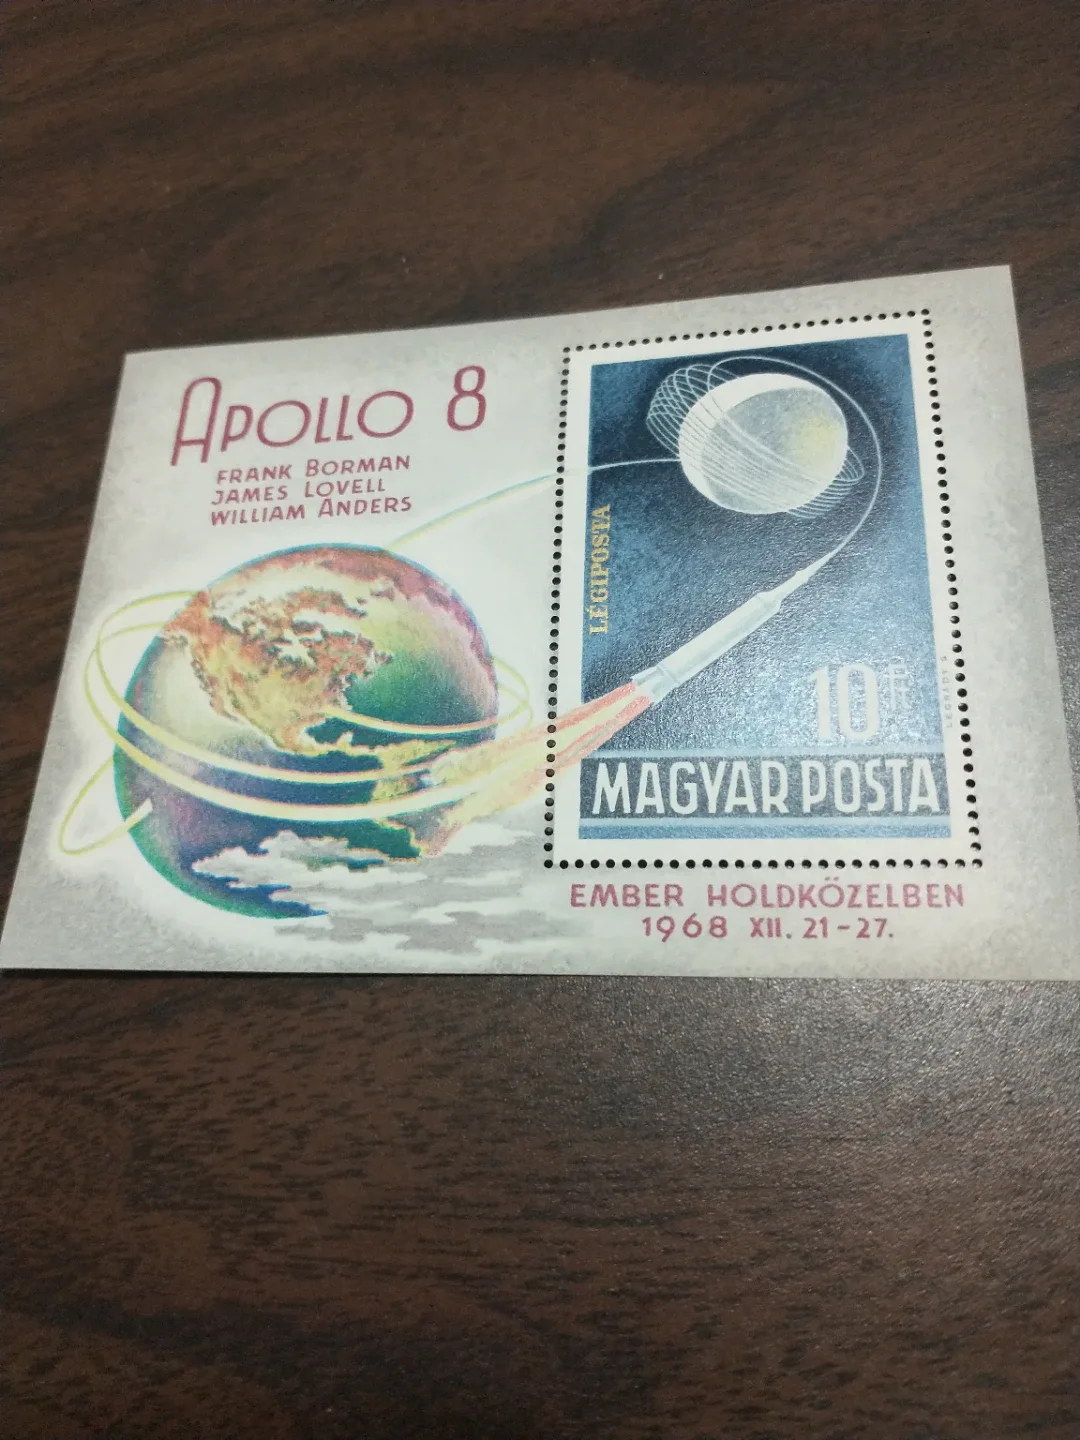 APOLLO 8
FRANK BORMAN
JAMES LOVELL
WILLIAM ANDERS
LÉGIPOSTA
10 Ft
LÉGRÁDY S.
MAGYAR POSTA
EMBER HOLDKÖZELBEN
1968 XII. 21-27.